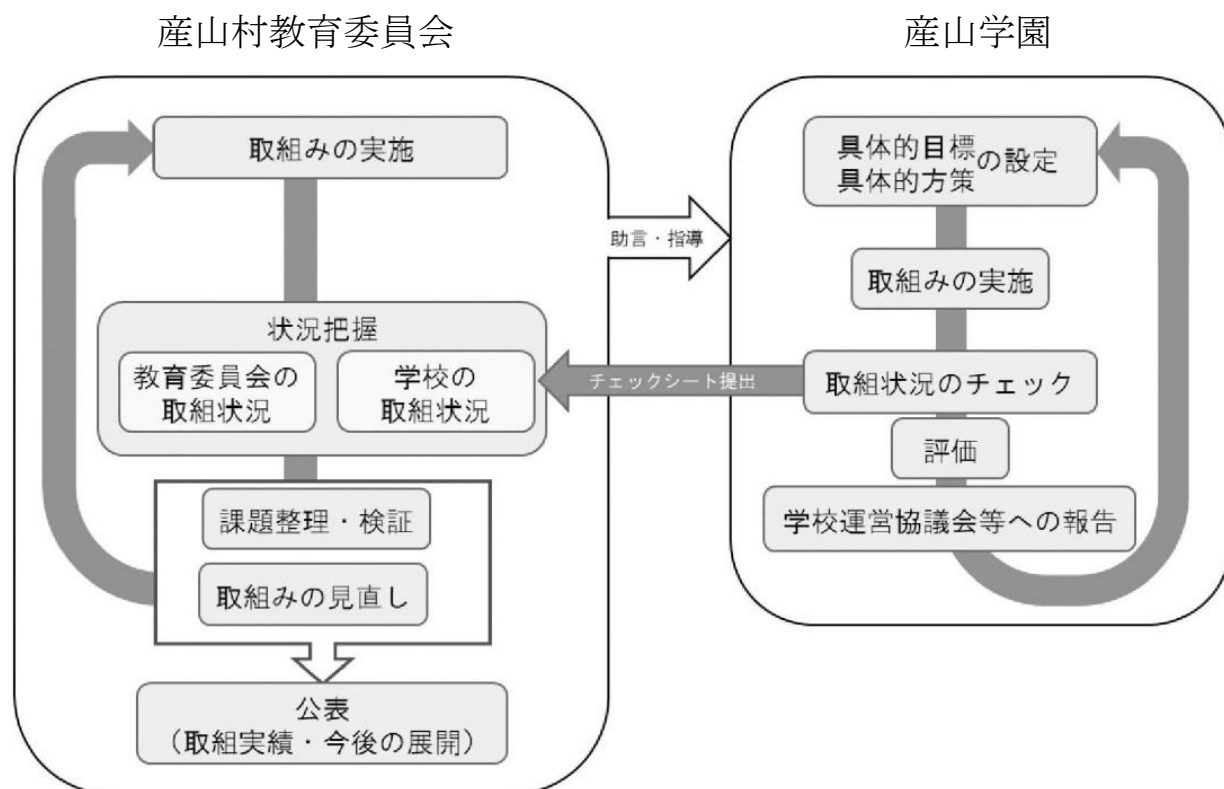 産山村教育委員会
取組みの実施
状況把握
教育委員会の
取組状況
学校の
取組状況
課題整理・検証
取組みの見直し
公表
（取組実績・今後の展開）
助言・指導
チェックシート提出
産山学園
具体的目標
具体的方策
の設定
取組みの実施
取組状況のチェック
評価
学校運営協議会等への報告